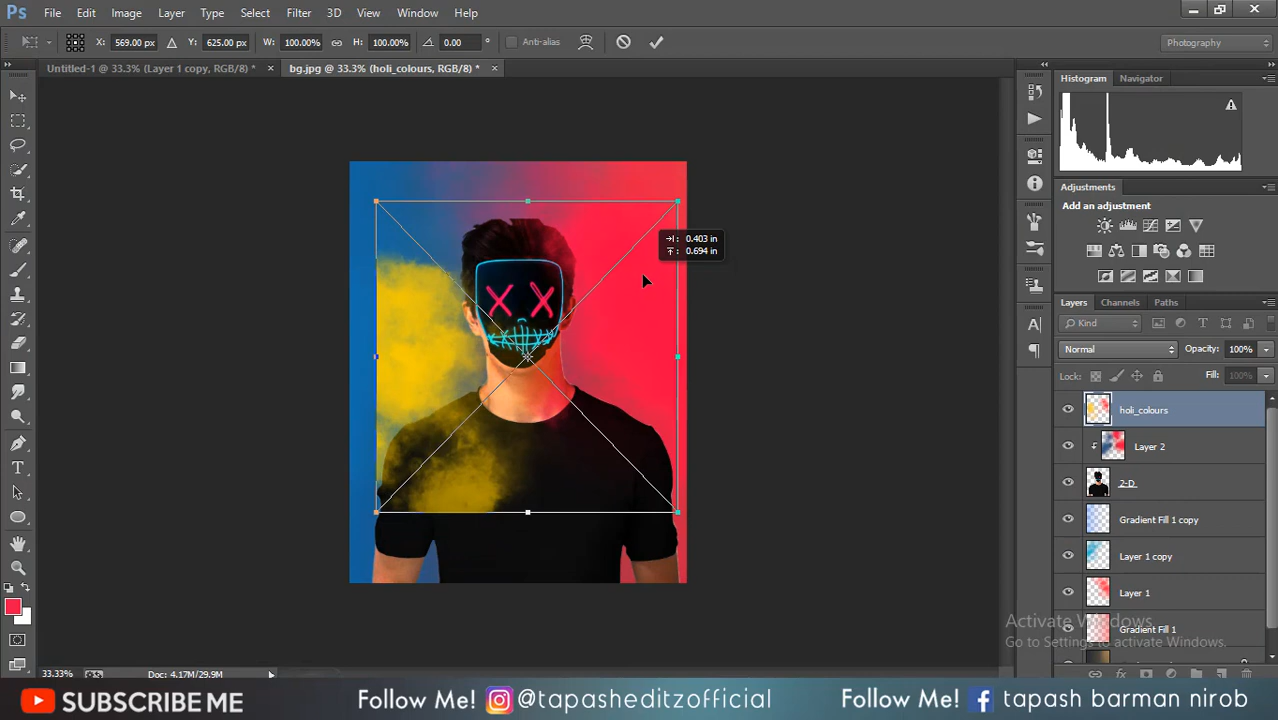 Ps File Edit Image Layer Type Select Filter 3D View Window Help
X: 569.00 px Y: 625.00 px W: 100.00% H: 100.00% 0.00 ° Anti-alias Photography
Untitled-1 @ 33.3% (Layer 1 copy, RGB/8) * × bg.jpg @ 33.3% (holi_colours, RGB/8) * ×
Histogram Navigator
Adjustments
Add an adjustment
Layers Channels Paths
Kind
Normal Opacity: 100%
Lock: Fill: 100%
holi_colours
Layer 2
2-D
Gradient Fill 1 copy
Layer 1 copy
Layer 1
Gradient Fill 1
0.403 in
0.694 in
Activate Windows
Go to Settings to activate Windows.
33.33% Doc: 4.17M/29.9M
SUBSCRIBE ME Follow Me! @tapasheditzofficial Follow Me! tapash barman nirob